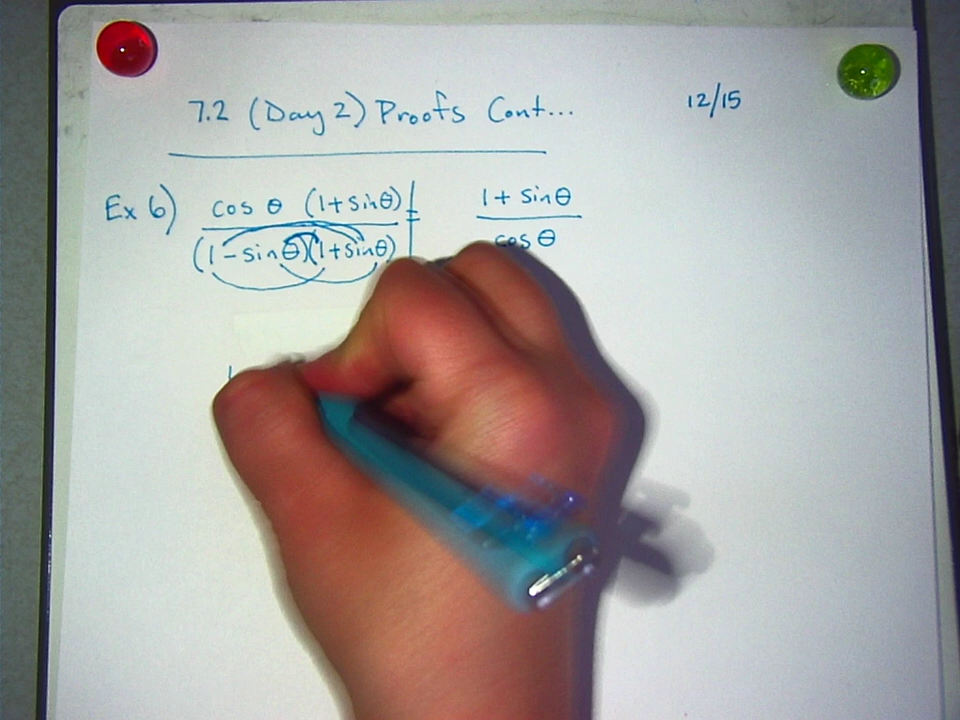 7.2 (Day 2) Proofs Cont... 12/15
Ex 6) cos θ (1+sinθ) = 1 + sinθ
(1-sinθ)(1+sinθ) cos θ